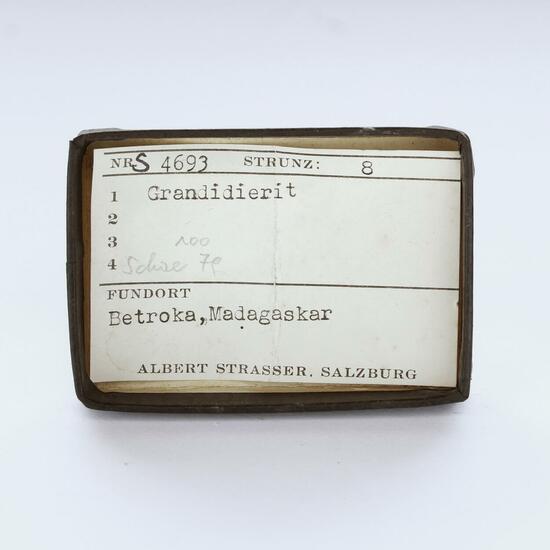 NR. S 4693 STRUNZ: 8
1 Grandidierit
2
3 100
4
FUNDORT
Betroka, Madagaskar
ALBERT STRASSER, SALZBURG